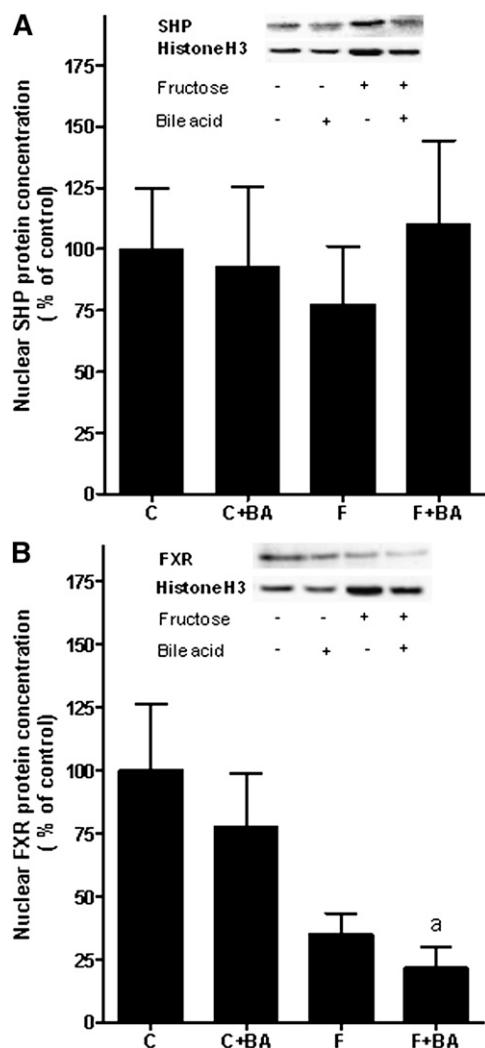 A
SHP
Histone H3
Fructose - - + +
Bile acid - + - +
Nuclear SHP protein concentration
( % of control)
175
150
125
100
75
50
25
0
C C+BA F F+BA
B
FXR
Histone H3
Fructose - - + +
Bile acid - + - +
Nuclear FXR protein concentration
( % of control)
175
150
125
100
75
50
25
0
a
C C+BA F F+BA